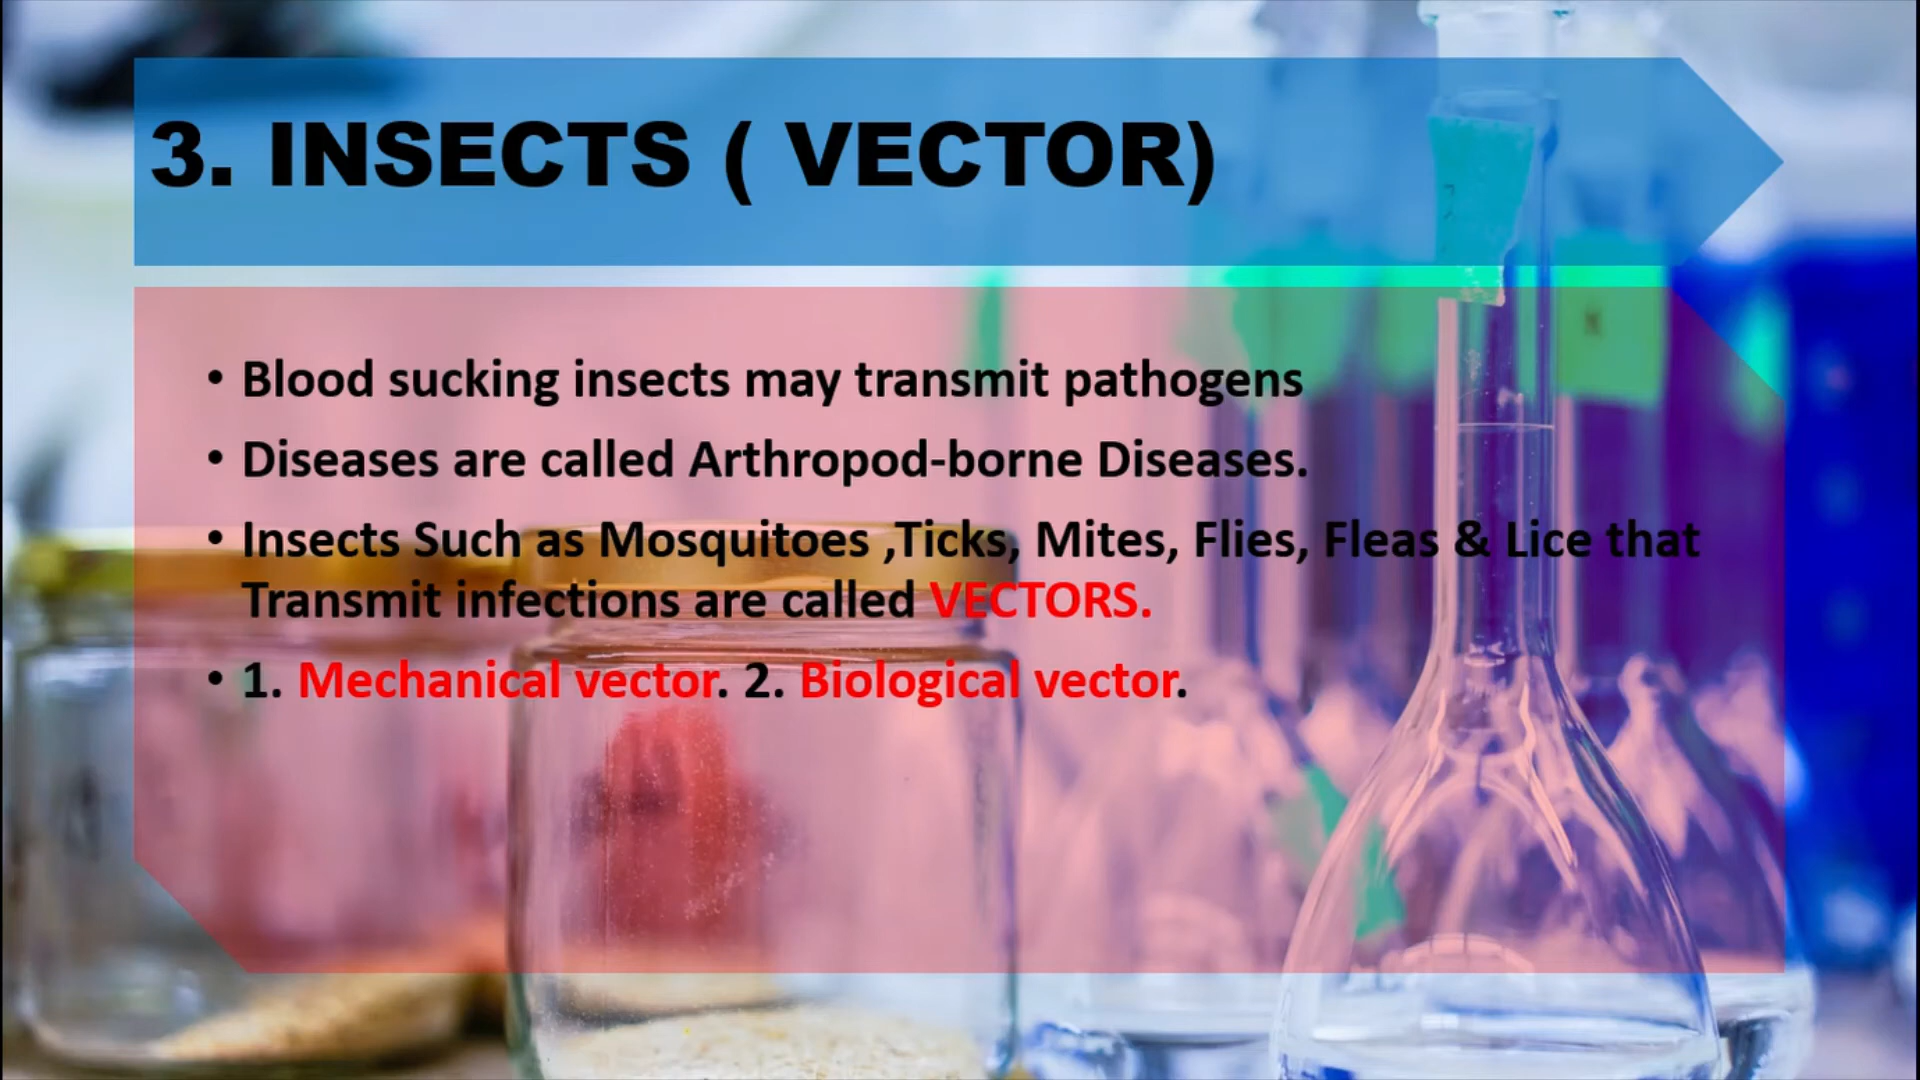 3. INSECTS ( VECTOR)
• Blood sucking insects may transmit pathogens
• Diseases are called Arthropod-borne Diseases.
• Insects Such as Mosquitoes ,Ticks, Mites, Flies, Fleas & Lice that
Transmit infections are called VECTORS.
• 1. Mechanical vector. 2. Biological vector.